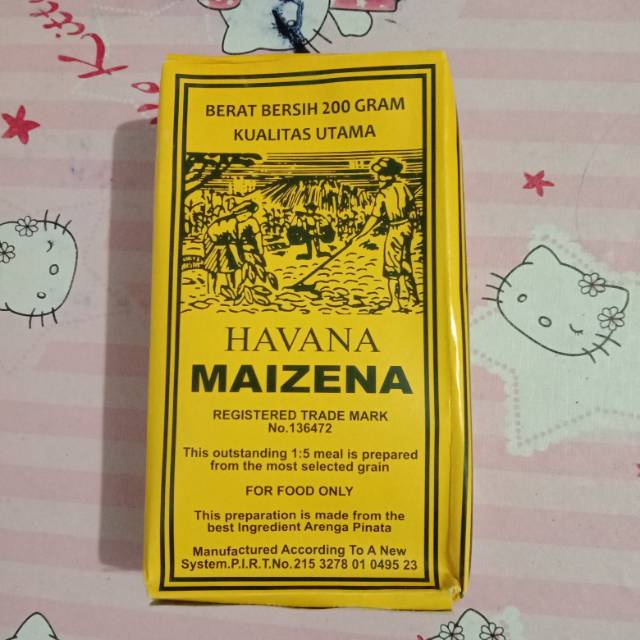 Kitty
BERAT BERSIH 200 GRAM
KUALITAS UTAMA
HAVANA
MAIZENA
REGISTERED TRADE MARK
No.136472
This outstanding 1:5 meal is prepared
from the most selected grain
FOR FOOD ONLY
This preparation is made from the
best Ingredient Arenga Pinata
Manufactured According To A New
System.P.I.R.T.No.215 3278 01 0495 23